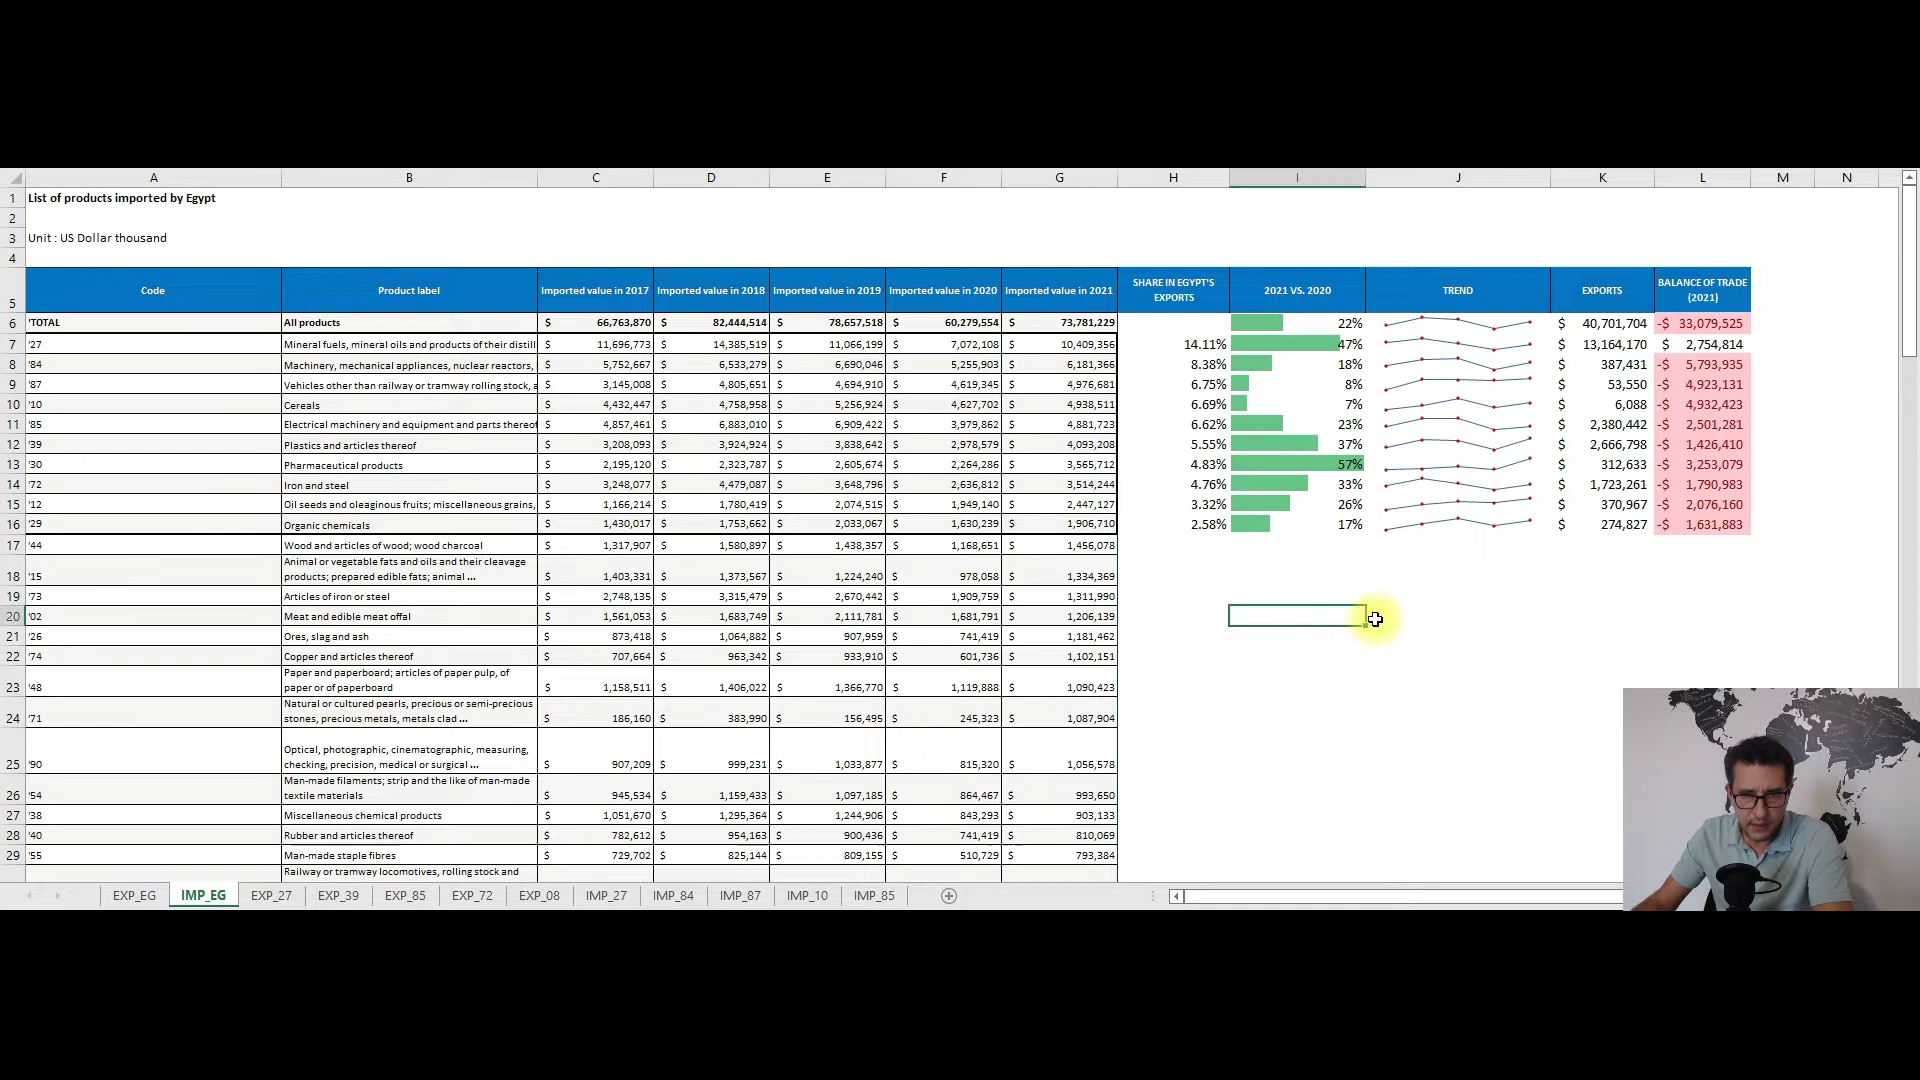 A B C D E F G H I J K L M N
1 List of products imported by Egypt
2
3 Unit : US Dollar thousand
4
5 Code Product label Imported value in 2017 Imported value in 2018 Imported value in 2019 Imported value in 2020 Imported value in 2021 SHARE IN EGYPT'S EXPORTS 2021 VS. 2020 TREND EXPORTS BALANCE OF TRADE (2021)
6 'TOTAL All products $ 66,763,870 $ 82,444,514 $ 78,657,518 $ 60,279,554 $ 73,781,229 22% $ 40,701,704 -$ 33,079,525
7 '27 Mineral fuels, mineral oils and products of their distill $ 11,696,773 $ 14,385,519 $ 11,066,199 $ 7,072,108 $ 10,409,356 14.11% 47% $ 13,164,170 $ 2,754,814
8 '84 Machinery, mechanical appliances, nuclear reactors, $ 5,752,667 $ 6,533,279 $ 6,690,046 $ 5,255,903 $ 6,181,366 8.38% 18% $ 387,431 -$ 5,793,935
9 '87 Vehicles other than railway or tramway rolling stock, a $ 3,145,008 $ 4,805,651 $ 4,694,910 $ 4,619,345 $ 4,976,681 6.75% 8% $ 53,550 -$ 4,923,131
10 '10 Cereals $ 4,432,447 $ 4,758,958 $ 5,256,924 $ 4,627,702 $ 4,938,511 6.69% 7% $ 6,088 -$ 4,932,423
11 '85 Electrical machinery and equipment and parts thereof $ 4,857,461 $ 6,883,010 $ 6,909,422 $ 3,979,862 $ 4,881,723 6.62% 23% $ 2,380,442 -$ 2,501,281
12 '39 Plastics and articles thereof $ 3,208,093 $ 3,924,924 $ 3,838,642 $ 2,978,579 $ 4,093,208 5.55% 37% $ 2,666,798 -$ 1,426,410
13 '30 Pharmaceutical products $ 2,195,120 $ 2,323,787 $ 2,605,674 $ 2,264,286 $ 3,565,712 4.83% 57% $ 312,633 -$ 3,253,079
14 '72 Iron and steel $ 3,248,077 $ 4,479,087 $ 3,648,796 $ 2,636,812 $ 3,514,244 4.76% 33% $ 1,723,261 -$ 1,790,983
15 '12 Oil seeds and oleaginous fruits; miscellaneous grains, $ 1,166,214 $ 1,780,419 $ 2,074,515 $ 1,949,140 $ 2,447,127 3.32% 26% $ 370,967 -$ 2,076,160
16 '29 Organic chemicals $ 1,430,017 $ 1,753,662 $ 2,033,067 $ 1,630,239 $ 1,906,710 2.58% 17% $ 274,827 -$ 1,631,883
17 '44 Wood and articles of wood; wood charcoal $ 1,317,907 $ 1,580,897 $ 1,438,357 $ 1,168,651 $ 1,456,078
Animal or vegetable fats and oils and their cleavage
18 '15 products; prepared edible fats; animal ... $ 1,403,331 $ 1,373,567 $ 1,224,240 $ 978,058 $ 1,334,369
19 '73 Articles of iron or steel $ 2,748,135 $ 3,315,479 $ 2,670,442 $ 1,909,759 $ 1,311,990
20 '02 Meat and edible meat offal $ 1,561,053 $ 1,683,749 $ 2,111,781 $ 1,681,791 $ 1,206,139
21 '26 Ores, slag and ash $ 873,418 $ 1,064,882 $ 907,959 $ 741,419 $ 1,181,462
22 '74 Copper and articles thereof $ 707,664 $ 963,342 $ 933,910 $ 601,736 $ 1,102,151
Paper and paperboard; articles of paper pulp, of
23 '48 paper or of paperboard $ 1,158,511 $ 1,406,022 $ 1,366,770 $ 1,119,888 $ 1,090,423
Natural or cultured pearls, precious or semi-precious
24 '71 stones, precious metals, metals clad ... $ 186,160 $ 383,990 $ 156,495 $ 245,323 $ 1,087,904
Optical, photographic, cinematographic, measuring,
25 '90 checking, precision, medical or surgical ... $ 907,209 $ 999,231 $ 1,033,877 $ 815,320 $ 1,056,578
Man-made filaments; strip and the like of man-made
26 '54 textile materials $ 945,534 $ 1,159,433 $ 1,097,185 $ 864,467 $ 993,650
27 '38 Miscellaneous chemical products $ 1,051,670 $ 1,295,364 $ 1,244,906 $ 843,293 $ 903,133
28 '40 Rubber and articles thereof $ 782,612 $ 954,163 $ 900,436 $ 741,419 $ 810,069
29 '55 Man-made staple fibres $ 729,702 $ 825,144 $ 809,155 $ 510,729 $ 793,384
Railway or tramway locomotives, rolling stock and
EXP_EG IMP_EG EXP_27 EXP_39 EXP_85 EXP_72 EXP_08 IMP_27 IMP_84 IMP_87 IMP_10 IMP_85